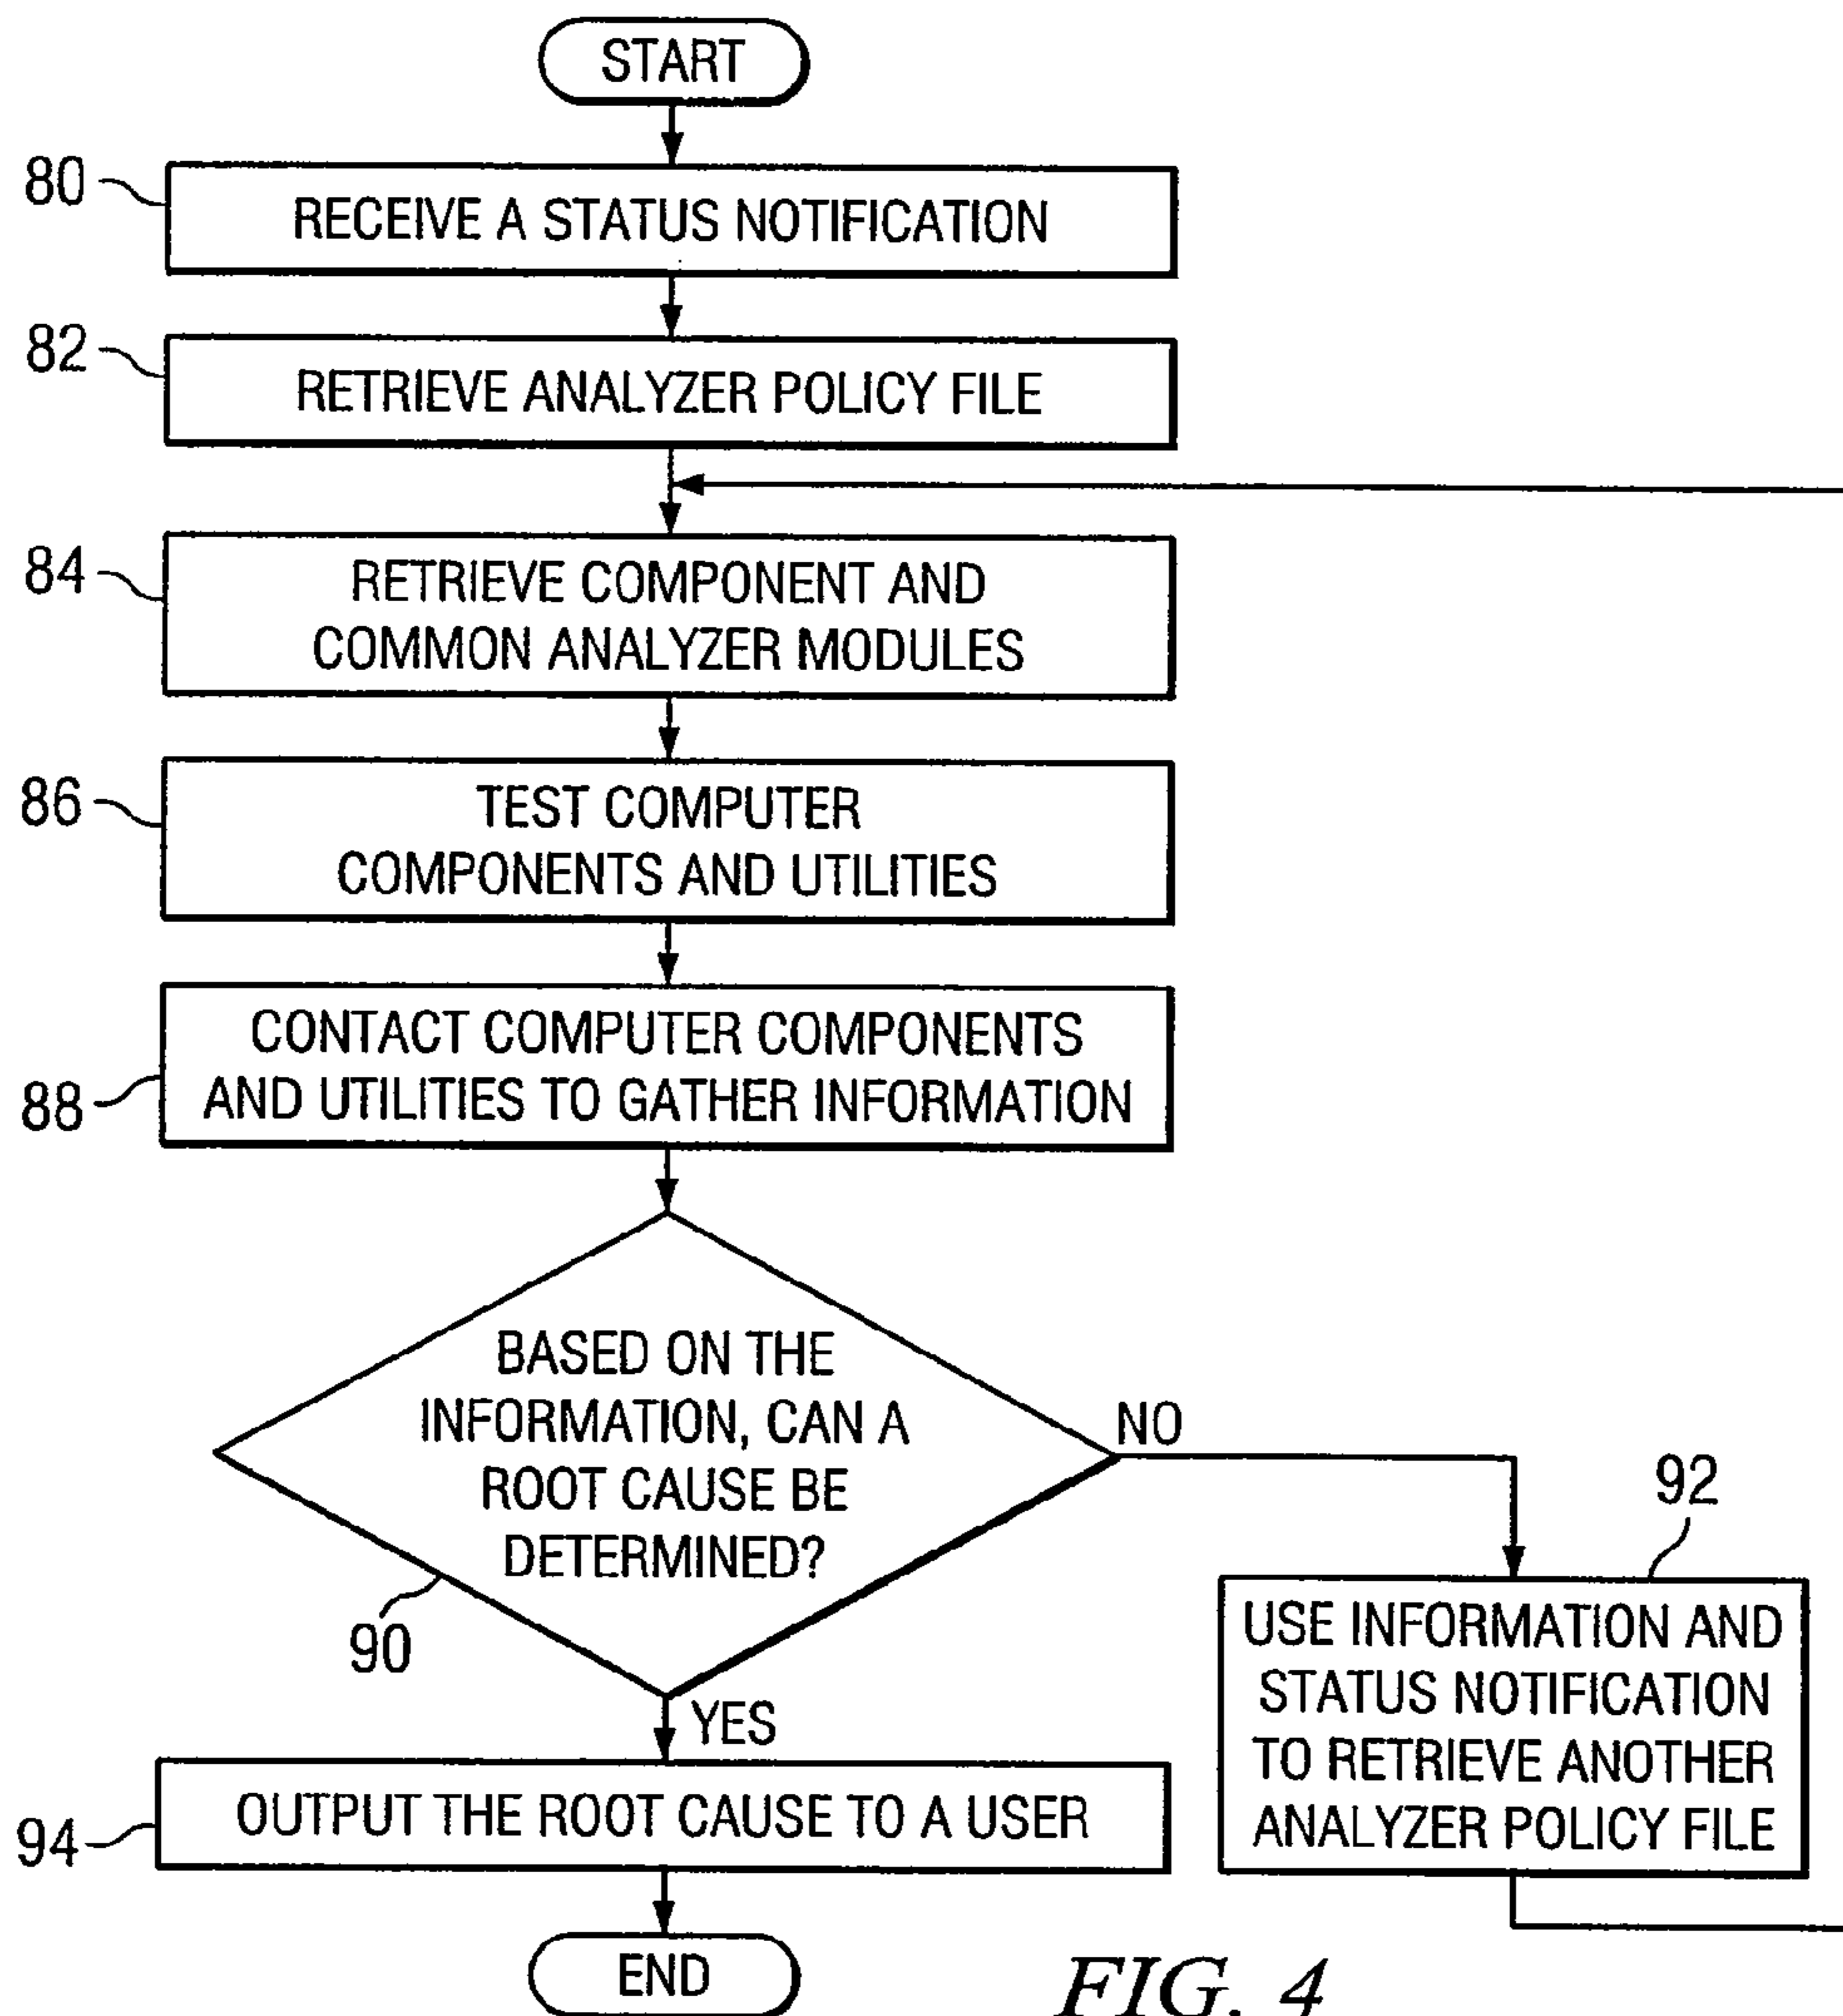 START
80
RECEIVE A STATUS NOTIFICATION
82
RETRIEVE ANALYZER POLICY FILE
84
RETRIEVE COMPONENT AND
COMMON ANALYZER MODULES
86
TEST COMPUTER
COMPONENTS AND UTILITIES
88
CONTACT COMPUTER COMPONENTS
AND UTILITIES TO GATHER INFORMATION
BASED ON THE
INFORMATION, CAN A
ROOT CAUSE BE
DETERMINED?
90
NO
92
USE INFORMATION AND
STATUS NOTIFICATION
TO RETRIEVE ANOTHER
ANALYZER POLICY FILE
YES
94
OUTPUT THE ROOT CAUSE TO A USER
END
FIG. 4